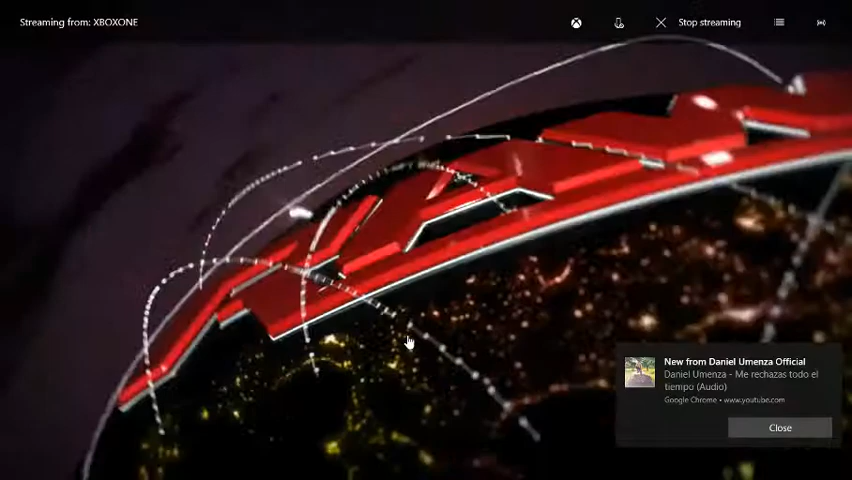 Streaming from: XBOXONE
Stop streaming
New from Daniel Umenza Official
Daniel Umenza - Me rechazas todo el
tiempo (Audio)
Google Chrome • www.youtube.com
Close